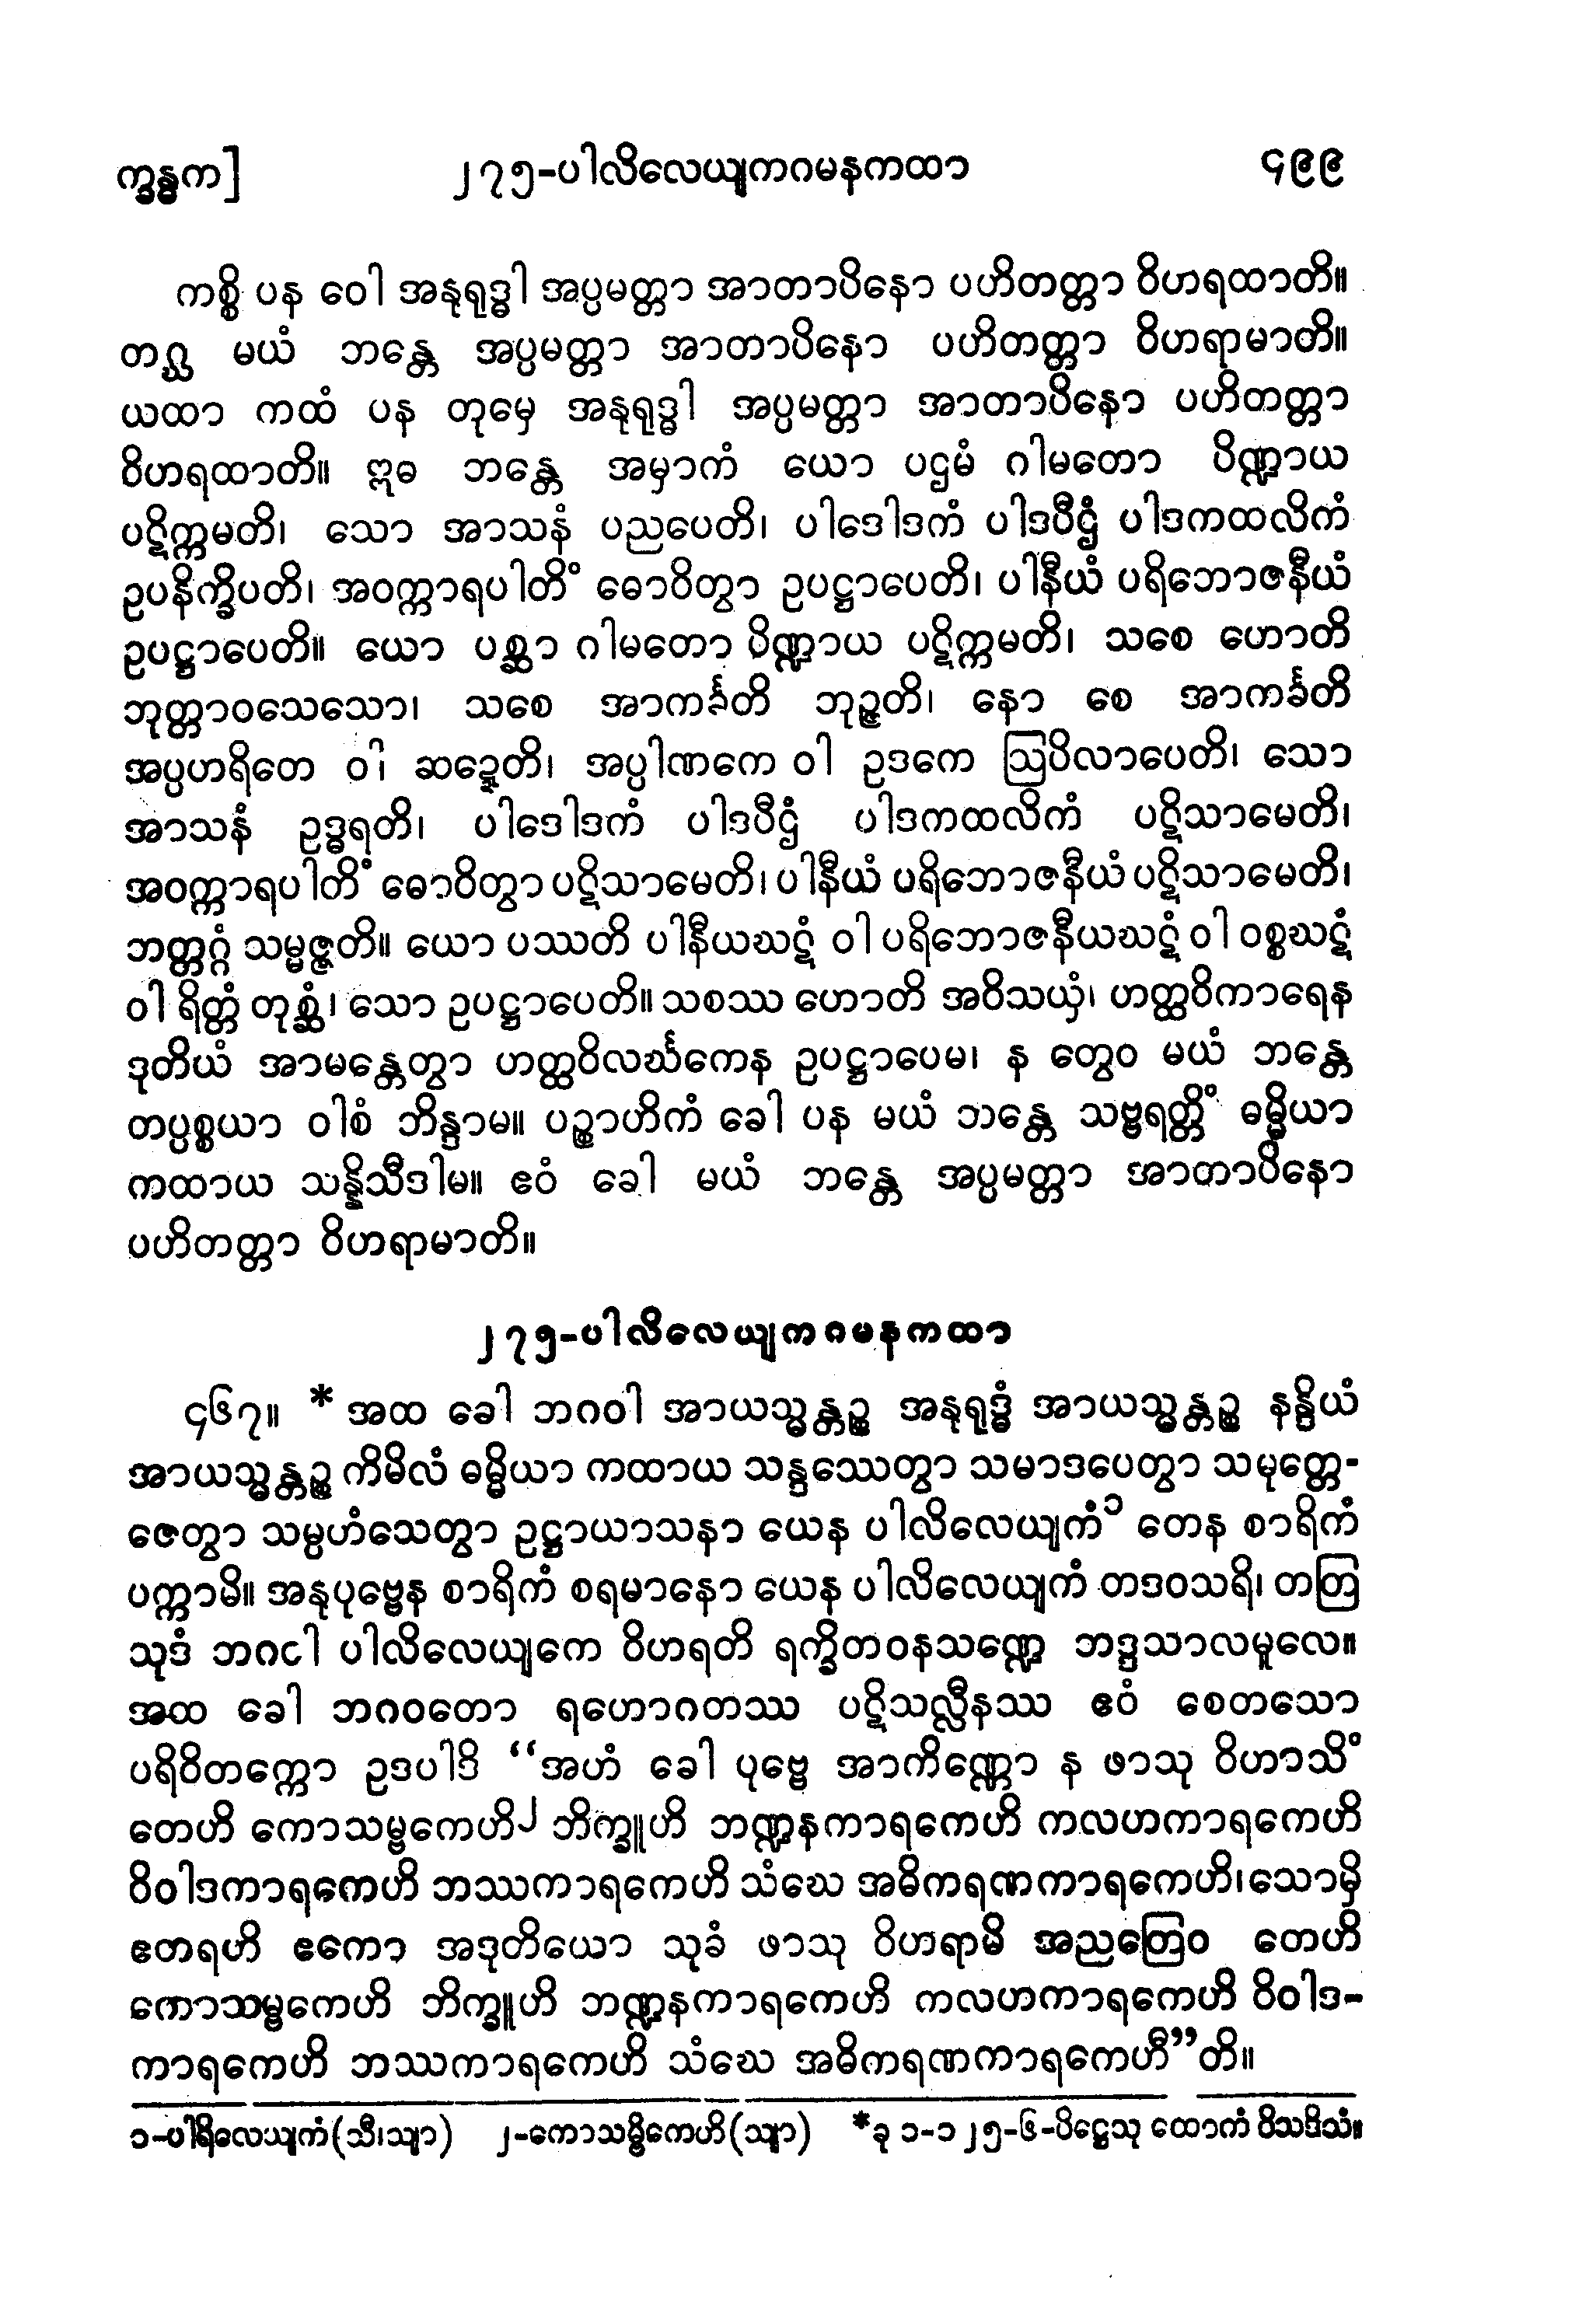 က္ခန္ဓက] ၂၇၅-ပါလိလေယျကဂမနကထာ ၄၉၉
ကစ္စိ ပန ဝေါ အနုရုဒ္ဓါ အပ္ပမတ္တာ အာတာပိနော ပဟိတတ္တာ ဝိဟရထာတိ။
တဂ္ဃ မယံ ဘန္တေ အပ္ပမတ္တာ အာတာပိနော ပဟိတတ္တာ ဝိဟရာမာတိ။
ယထာ ကထံ ပန တုမှေ အနုရုဒ္ဓါ အပ္ပမတ္တာ အာတာပိနော ပဟိတတ္တာ
ဝိဟရထာတိ။ ဣဓ ဘန္တေ အမှာကံ ယော ပဌမံ ဂါမတော ပိဏ္ဍာယ
ပဋိက္ကမတိ၊ သော အာသနံ ပညပေတိ၊ ပါဒေါဒကံ ပါဒပီဌံ ပါဒကထလိကံ
ဥပနိက္ခိပတိ၊ အဝက္ကာရပါတိံ ဓောဝိတွာ ဥပဋ္ဌာပေတိ၊ ပါနီယံ ပရိဘောဇနီယံ
ဥပဋ္ဌာပေတိ။ ယော ပစ္ဆာ ဂါမတော ပိဏ္ဍာယ ပဋိက္ကမတိ၊ သစေ ဟောတိ
ဘုတ္တာဝသေသော၊ သစေ အာကင်္ခတိ ဘုဉ္ဇတိ၊ နော စေ အာကင်္ခတိ
အပ္ပဟရိတေ ဝါ ဆဍ္ဍေတိ၊ အပ္ပါဏကေ ဝါ ဥဒကေ ဩပိလာပေတိ၊ သော
အာသနံ ဥဒ္ဓရတိ၊ ပါဒေါဒကံ ပါဒပီဌံ ပါဒကထလိကံ ပဋိသာမေတိ၊
အဝက္ကာရပါတိံ ဓောဝိတွာ ပဋိသာမေတိ၊ ပါနီယံ ပရိဘောဇနီယံ ပဋိသာမေတိ၊
ဘတ္တဂ္ဂံ သမ္မဇ္ဇတိ။ ယော ပဿတိ ပါနီယဃဋံ ဝါ ပရိဘောဇနီယဃဋံ ဝါ ဝစ္စဃဋံ
ဝါ ရိတ္တံ တုစ္ဆံ၊ သော ဥပဋ္ဌာပေတိ။ သစဿ ဟောတိ အဝိသယှံ၊ ဟတ္ထဝိကာရေန
ဒုတိယံ အာမန္တေတွာ ဟတ္ထဝိလင်္ဃကေန ဥပဋ္ဌာပေမ၊ န တွေဝ မယံ ဘန္တေ
တပ္ပစ္စယာ ဝါစံ ဘိန္ဒာမ။ ပဉ္စာဟိကံ ခေါ ပန မယံ ဘန္တေ သဗ္ဗရတ္တိံ ဓမ္မိယာ
ကထာယ သန္နိသီဒါမ။ ဧဝံ ခေါ မယံ ဘန္တေ အပ္ပမတ္တာ အာတာပိနော
ပဟိတတ္တာ ဝိဟရာမာတိ။
၂၇၅-ပါလိလေယျကဂမနကထာ
၄၆၇။ * အထ ခေါ ဘဂဝါ အာယသ္မန္တဉ္စ အနုရုဒ္ဓံ အာယသ္မန္တဉ္စ နန္ဒိယံ
အာယသ္မန္တဉ္စ ကိမိလံ ဓမ္မိယာ ကထာယ သန္ဒဿေတွာ သမာဒပေတွာ သမုတ္တေ-
ဇေတွာ သမ္ပဟံသေတွာ ဥဋ္ဌာယာသနာ ယေန ပါလိလေယျကံ၁ တေန စာရိကံ
ပက္ကာမိ။ အနုပုဗ္ဗေန စာရိကံ စရမာနော ယေန ပါလိလေယျကံ တဒဝသရိ၊ တတြ
သုဒံ ဘဂဝါ ပါလိလေယျကေ ဝိဟရတိ ရက္ခိတဝနသဏ္ဍေ ဘဒ္ဒသာလမူလေ။
အထ ခေါ ဘဂဝတော ရဟောဂတဿ ပဋိသလ္လီနဿ ဧဝံ စေတသော
ပရိဝိတက္ကော ဥဒပါဒိ “အဟံ ခေါ ပုဗ္ဗေ အာကိဏ္ဏော န ဖာသု ဝိဟာသိံ
တေဟိ ကောသမ္ဗကေဟိ၂ ဘိက္ခူဟိ ဘဏ္ဍနကာရကေဟိ ကလဟကာရကေဟိ
ဝိဝါဒကာရကေဟိ ဘဿကာရကေဟိ သံဃေ အဓိကရဏကာရကေဟိ၊ သောမှိ
ဧတရဟိ ဧကော အဒုတိယော သုခံ ဖာသု ဝိဟရာမိ အညတြေဝ တေဟိ
ကောသမ္ဗကေဟိ ဘိက္ခူဟိ ဘဏ္ဍနကာရကေဟိ ကလဟကာရကေဟိ ဝိဝါဒ-
ကာရကေဟိ ဘဿကာရကေဟိ သံဃေ အဓိကရဏကာရကေဟီ”တိ။
၁-ပါရိလေယျကံ(သီ၊သျာ) ၂-ကောသမ္ဗိကေဟိ(သျာ) *ခု ၁-၁၂၅-၆-ပိဋ္ဌေသု ထောကံ ဝိသဒိသံ။